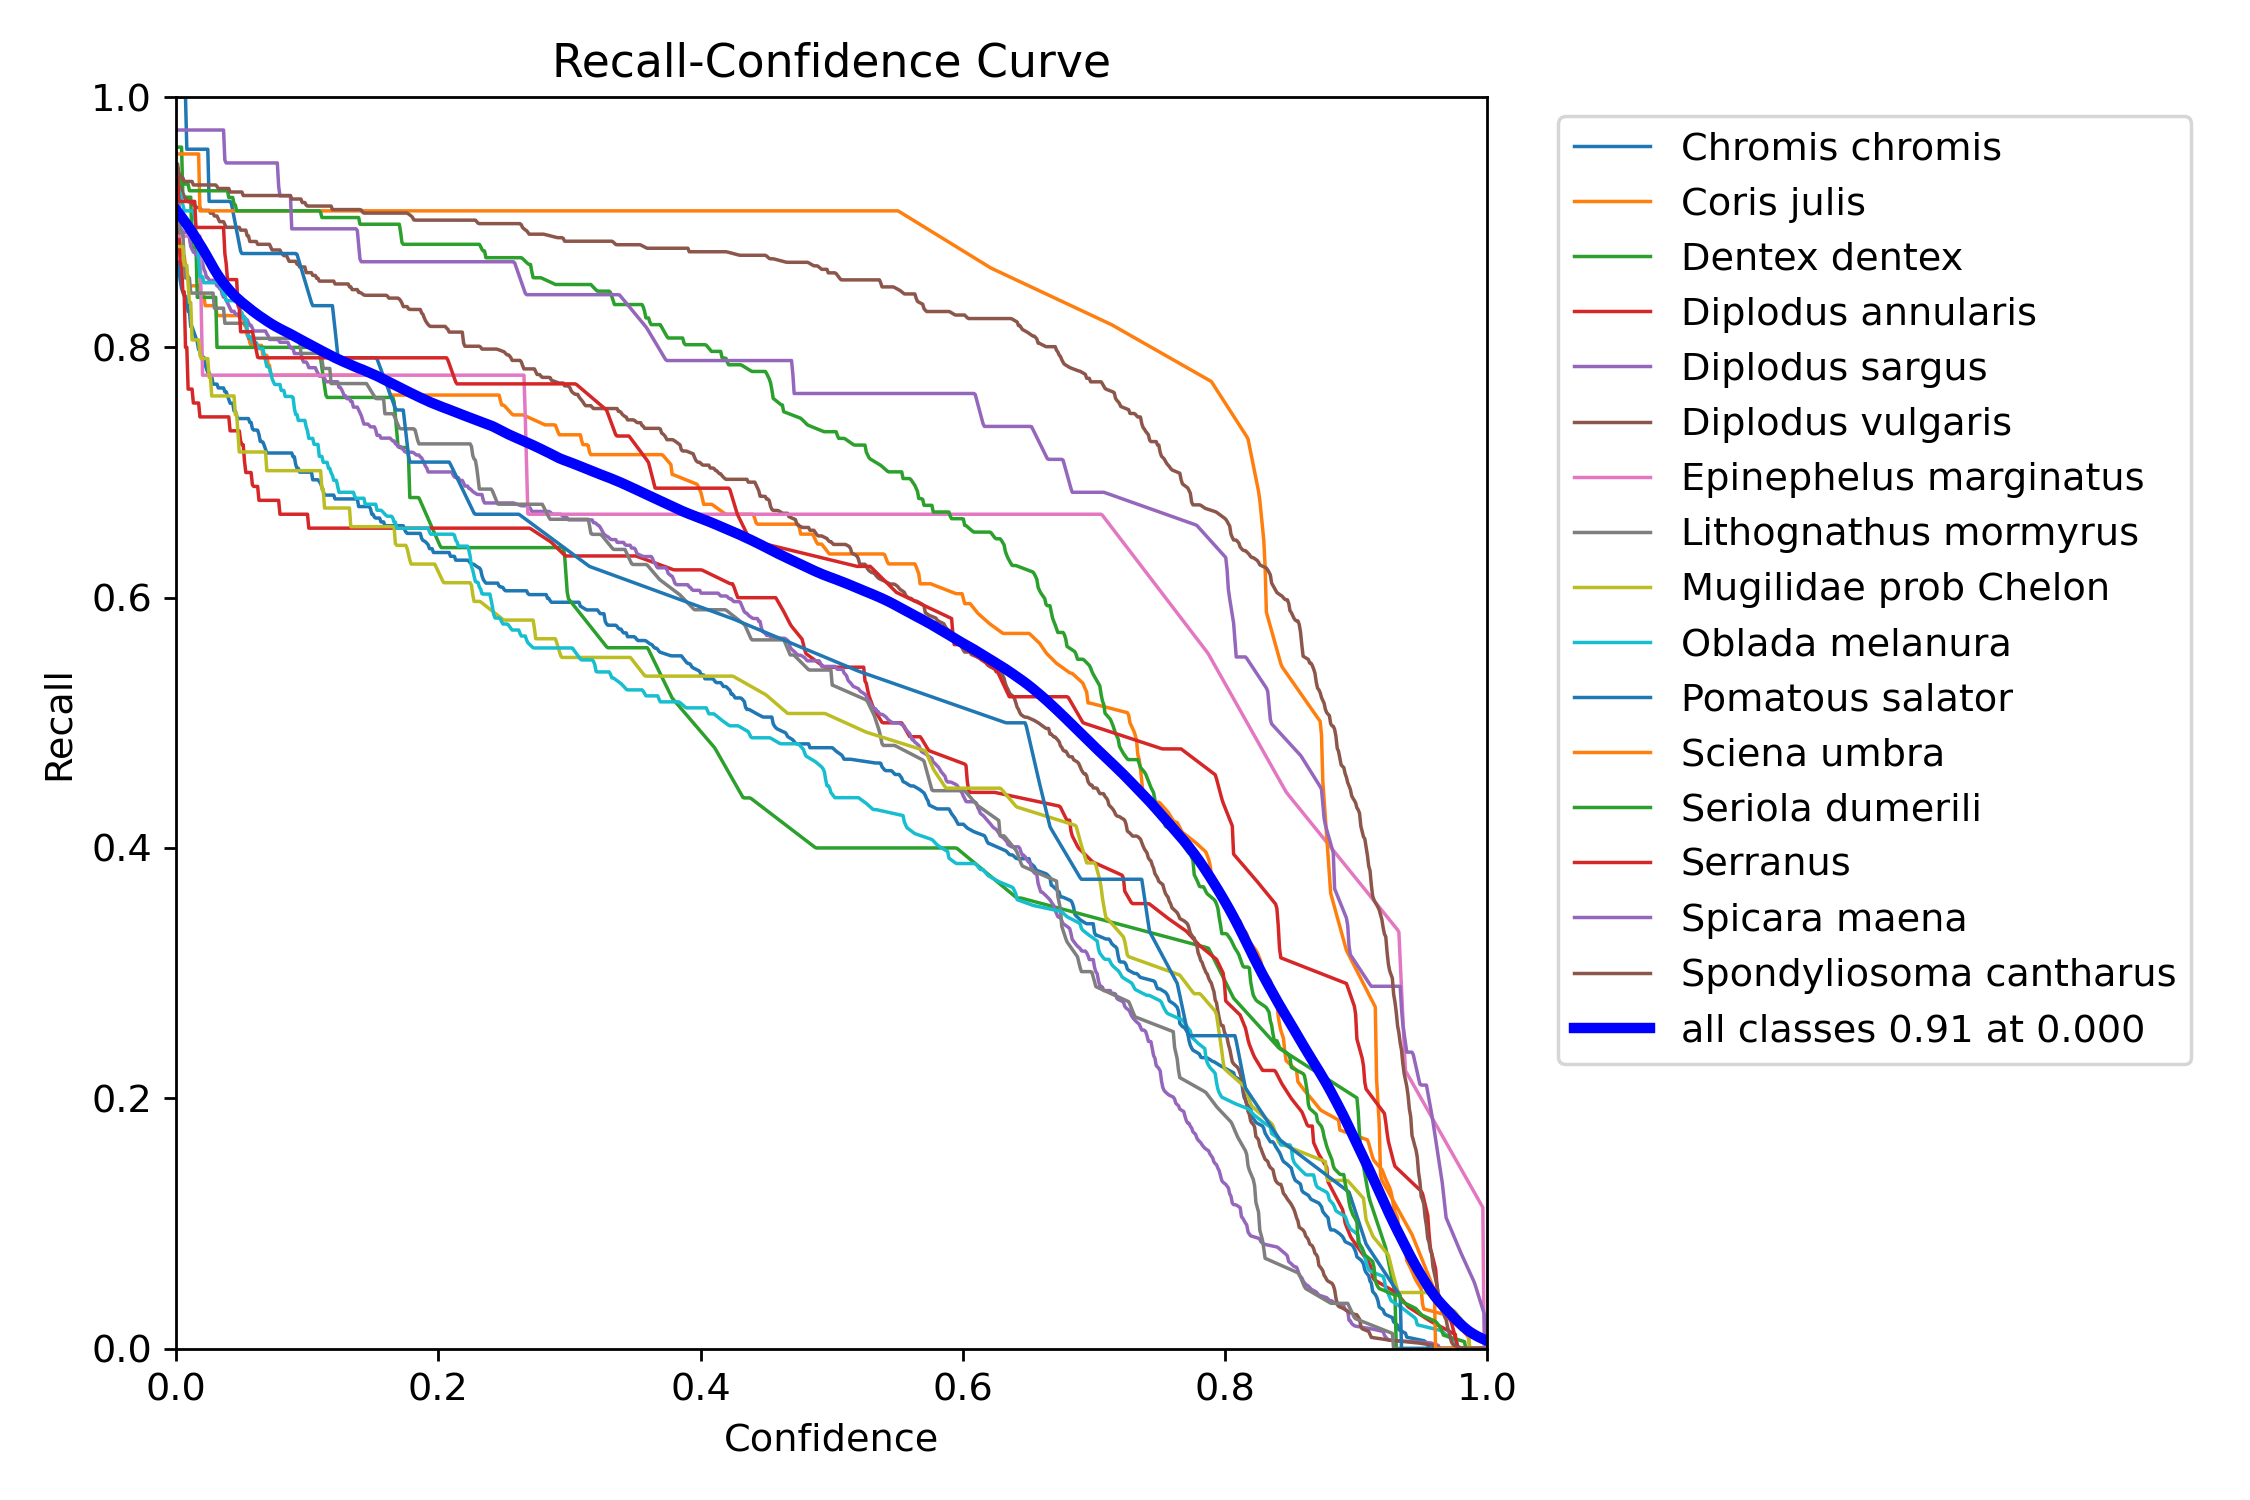 Recall-Confidence Curve
1.0
0.8
0.6
0.4
0.2
0.0
Recall
0.0 0.2 0.4 0.6 0.8 1.0
Confidence
Chromis chromis
Coris julis
Dentex dentex
Diplodus annularis
Diplodus sargus
Diplodus vulgaris
Epinephelus marginatus
Lithognathus mormyrus
Mugilidae prob Chelon
Oblada melanura
Pomatous salator
Sciena umbra
Seriola dumerili
Serranus
Spicara maena
Spondyliosoma cantharus
all classes 0.91 at 0.000